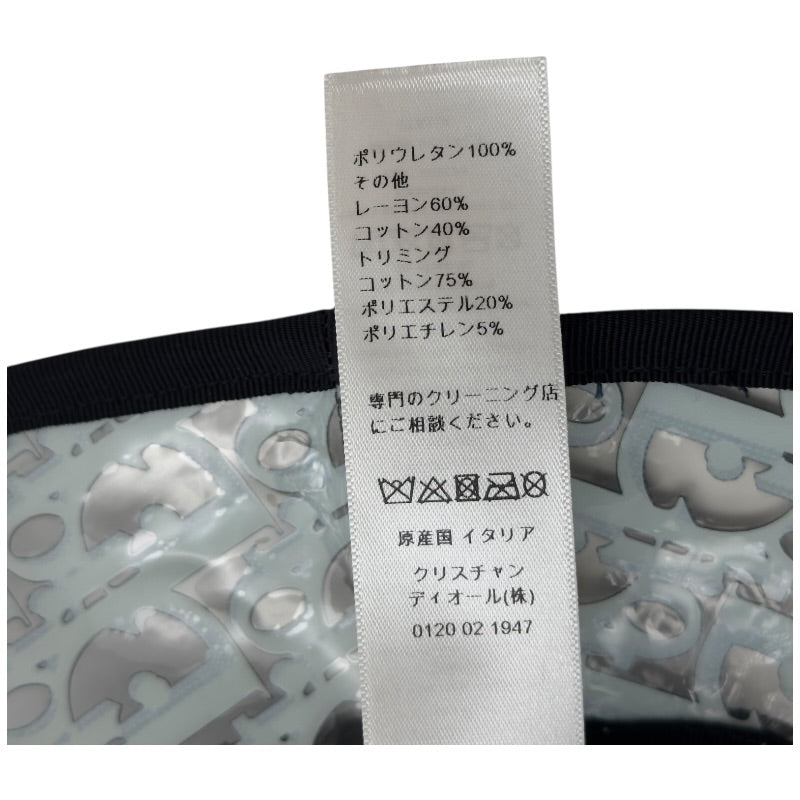 ポリウレタン100%
その他
レーヨン60%
コットン40%
トリミング
コットン75%
ポリエステル20%
ポリエチレン5%
専門のクリーニング店
にご相談ください。
原産国 イタリア
クリスチャン
ディオール(株)
0120 02 1947